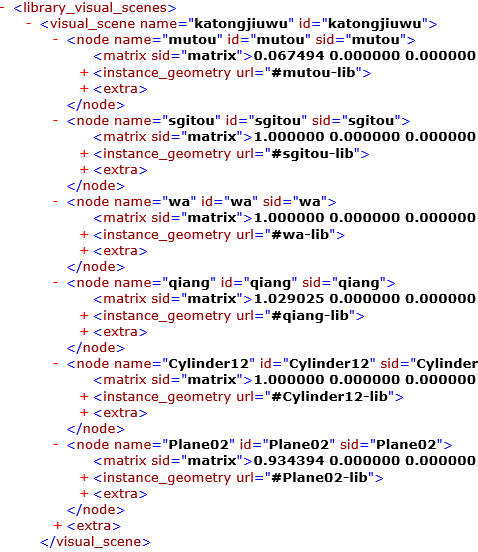 - <library_visual_scenes>
- <visual_scene name="katongjiuwu" id="katongjiuwu">
- <node name="mutou" id="mutou" sid="mutou">
<matrix sid="matrix">0.067494 0.000000 0.000000
+ <instance_geometry url="#mutou-lib">
+ <extra>
</node>
- <node name="sgitou" id="sgitou" sid="sgitou">
<matrix sid="matrix">1.000000 0.000000 0.000000
+ <instance_geometry url="#sgitou-lib">
+ <extra>
</node>
- <node name="wa" id="wa" sid="wa">
<matrix sid="matrix">1.000000 0.000000 0.000000
+ <instance_geometry url="#wa-lib">
+ <extra>
</node>
- <node name="qiang" id="qiang" sid="qiang">
<matrix sid="matrix">1.029025 0.000000 0.000000
+ <instance_geometry url="#qiang-lib">
+ <extra>
</node>
- <node name="Cylinder12" id="Cylinder12" sid="Cylinder
<matrix sid="matrix">1.000000 0.000000 0.000000
+ <instance_geometry url="#Cylinder12-lib">
+ <extra>
</node>
- <node name="Plane02" id="Plane02" sid="Plane02">
<matrix sid="matrix">0.934394 0.000000 0.000000
+ <instance_geometry url="#Plane02-lib">
+ <extra>
</node>
+ <extra>
</visual_scene>